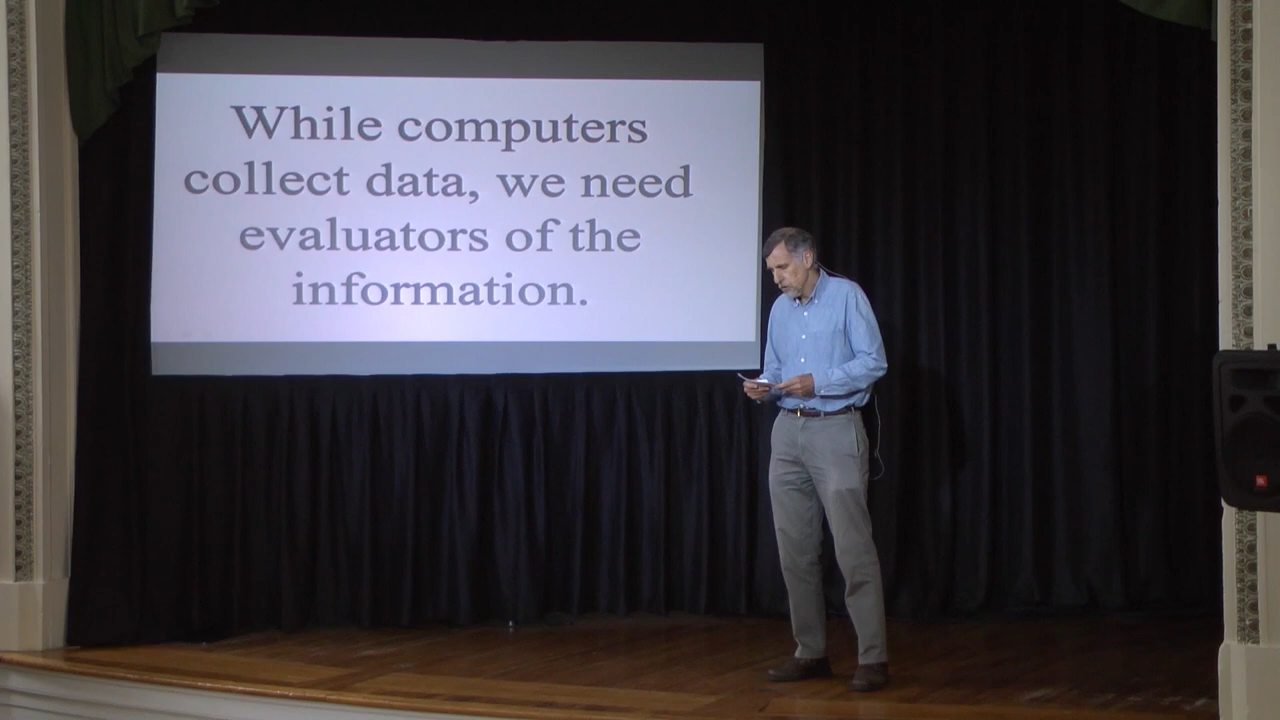 While computers
collect data, we need
evaluators of the
information.